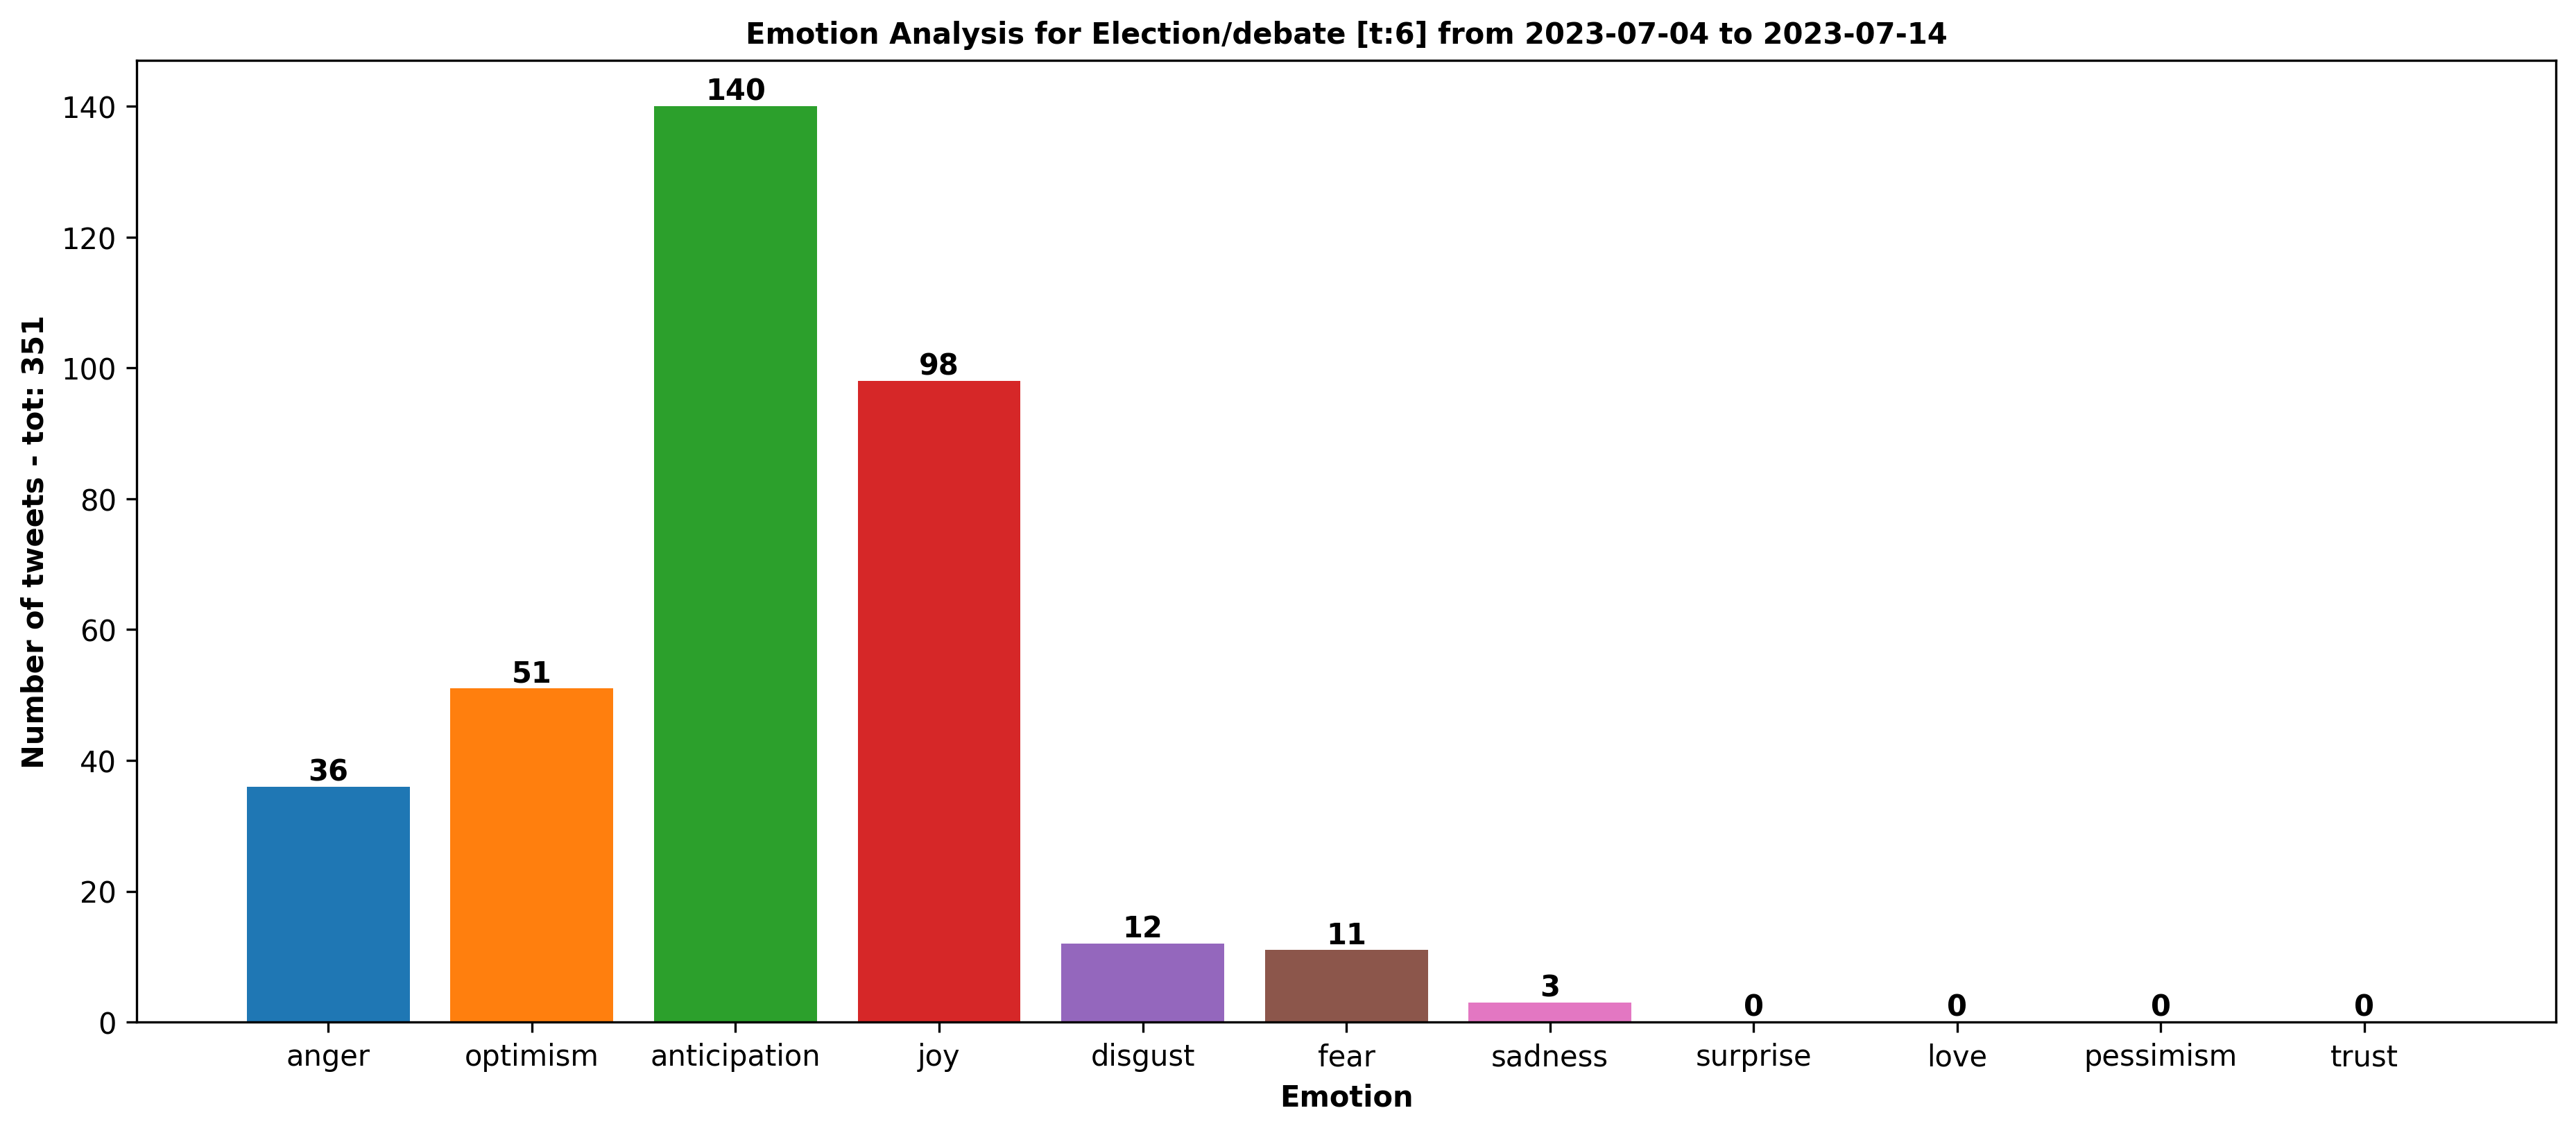 Emotion Analysis for Election/debate [t:6] from 2023-07-04 to 2023-07-14
Number of tweets - tot: 351
140
120
100
80
60
40
20
0
36
51
140
98
12
11
3
0
0
0
0
anger
optimism
anticipation
joy
disgust
fear
sadness
surprise
love
pessimism
trust
Emotion